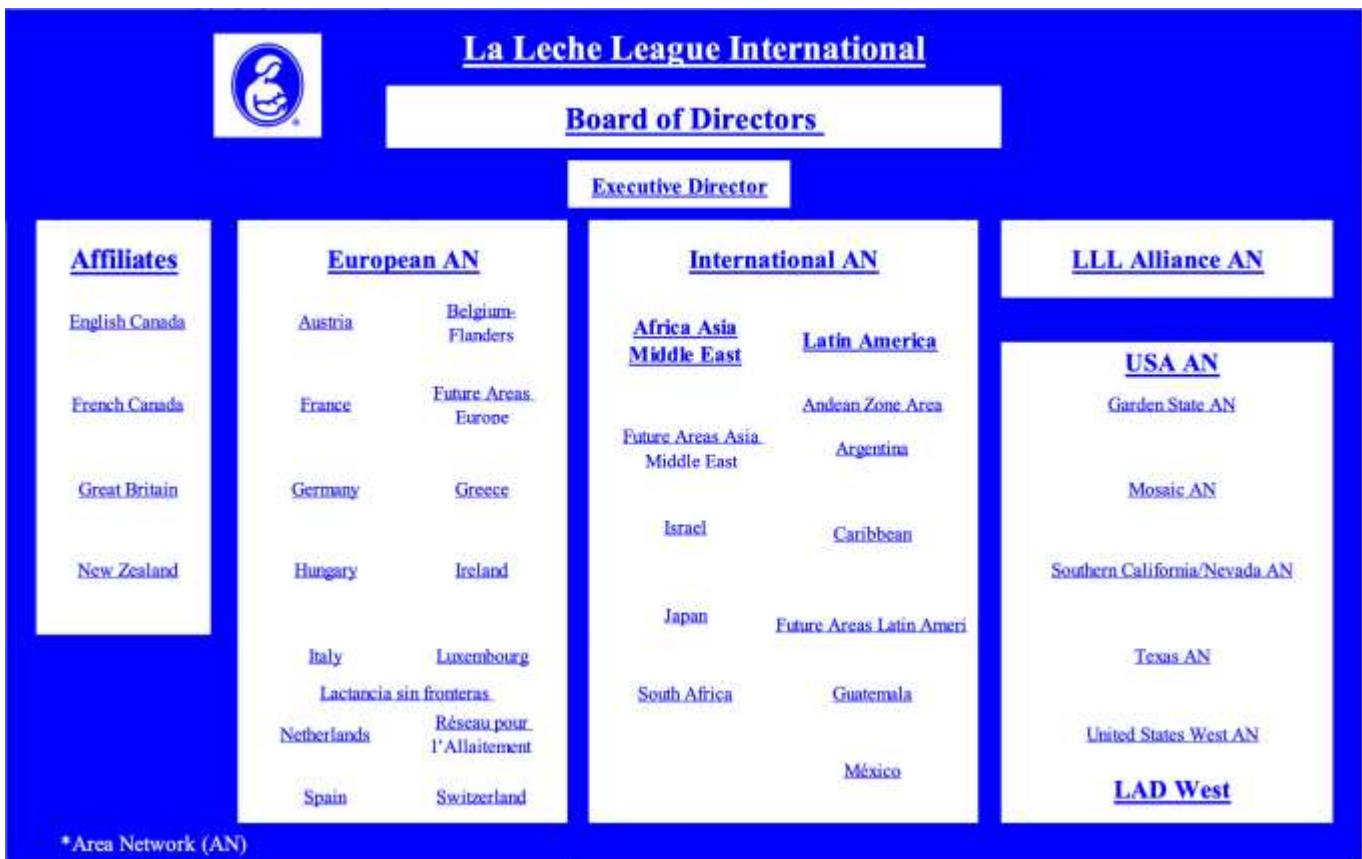 La Leche League International
Board of Directors
Executive Director
Affiliates
English Canada
French Canada
Great Britain
New Zealand
European AN
Austria
Belgium-
Flanders
France
Future Areas
Europe
Germany
Greece
Hungary
Ireland
Italy
Luxembourg
Lactancia sin fronteras
Netherlands
Réseau pour
l'Allaitement
Spain
Switzerland
International AN
Africa Asia
Middle East
Future Areas Asia
Middle East
Israel
Japan
South Africa
Latin America
Andean Zone Area
Argentina
Caribbean
Future Areas Latin Ameri
Guatemala
México
LLL Alliance AN
USA AN
Garden State AN
Mosaic AN
Southern California/Nevada AN
Texas AN
United States West AN
LAD West
*Area Network (AN)